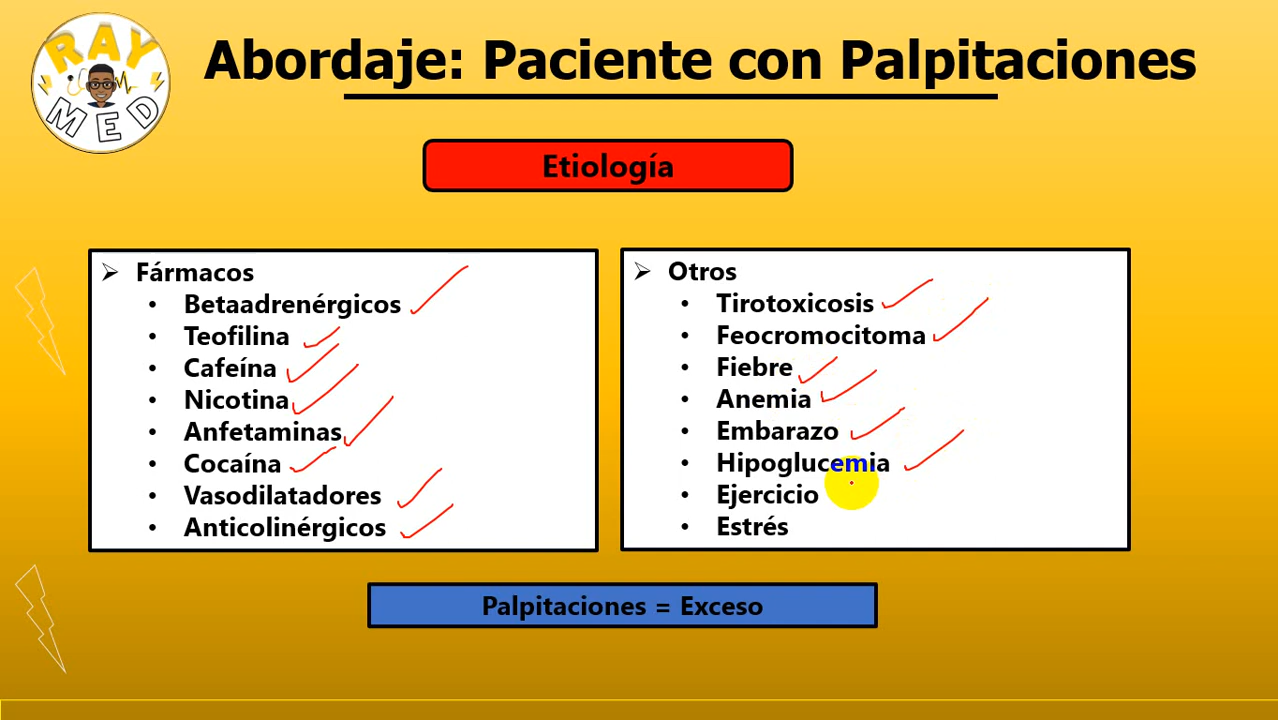 RAY
MED
Abordaje: Paciente con Palpitaciones
Etiología
Fármacos
Betaadrenérgicos
Teofilina
Cafeína
Nicotina
Anfetaminas
Cocaína
Vasodilatadores
Anticolinérgicos
Otros
Tirotoxicosis
Feocromocitoma
Fiebre
Anemia
Embarazo
Hipoglucemia
Ejercicio
Estrés
Palpitaciones = Exceso